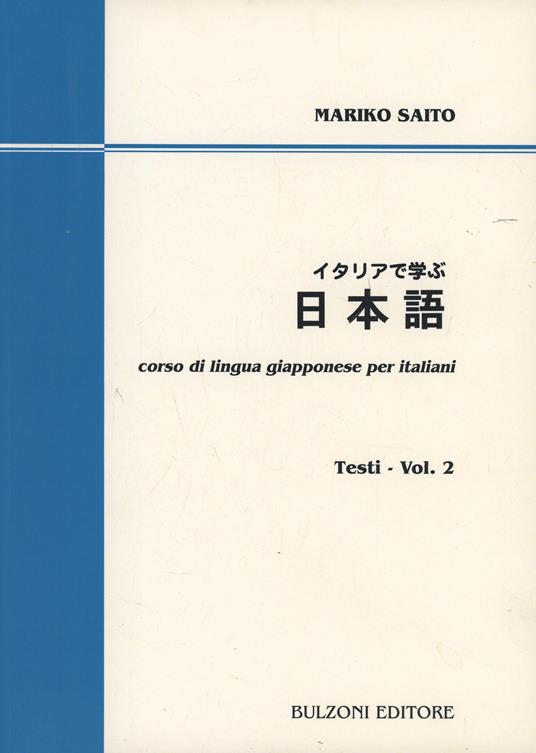 MARIKO SAITO
イタリアで学ぶ
日本語
corso di lingua giapponese per italiani
Testi - Vol. 2
BULZONI EDITORE